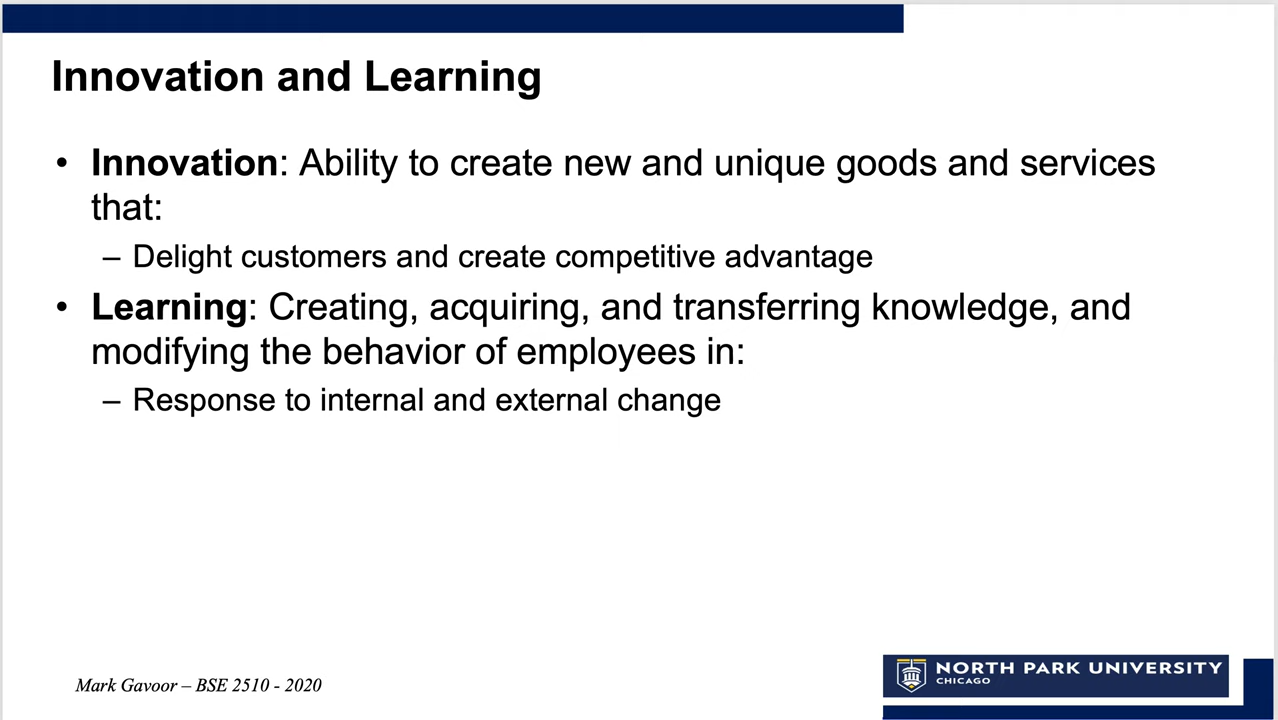 Innovation and Learning
• Innovation: Ability to create new and unique goods and services
that:
– Delight customers and create competitive advantage
• Learning: Creating, acquiring, and transferring knowledge, and
modifying the behavior of employees in:
– Response to internal and external change
Mark Gavoor – BSE 2510 - 2020
NORTH PARK UNIVERSITY
CHICAGO